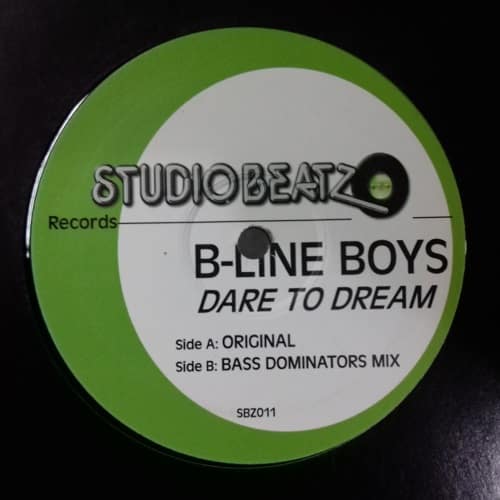 STUDIOBEATZ
Records
B-LINE BOYS
DARE TO DREAM
Side A: ORIGINAL
Side B: BASS DOMINATORS MIX
SBZ011